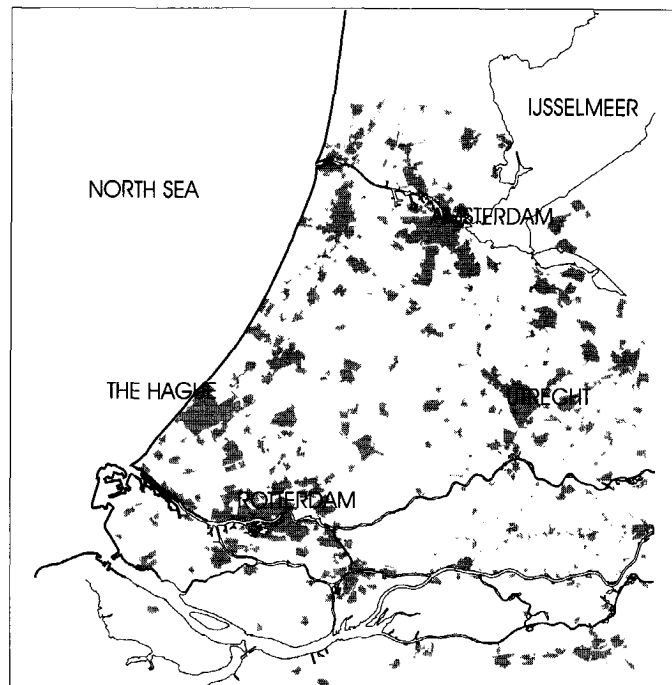 IJSSELMEER
NORTH SEA
AMSTERDAM
THE HAGUE
UTRECHT
ROTTERDAM